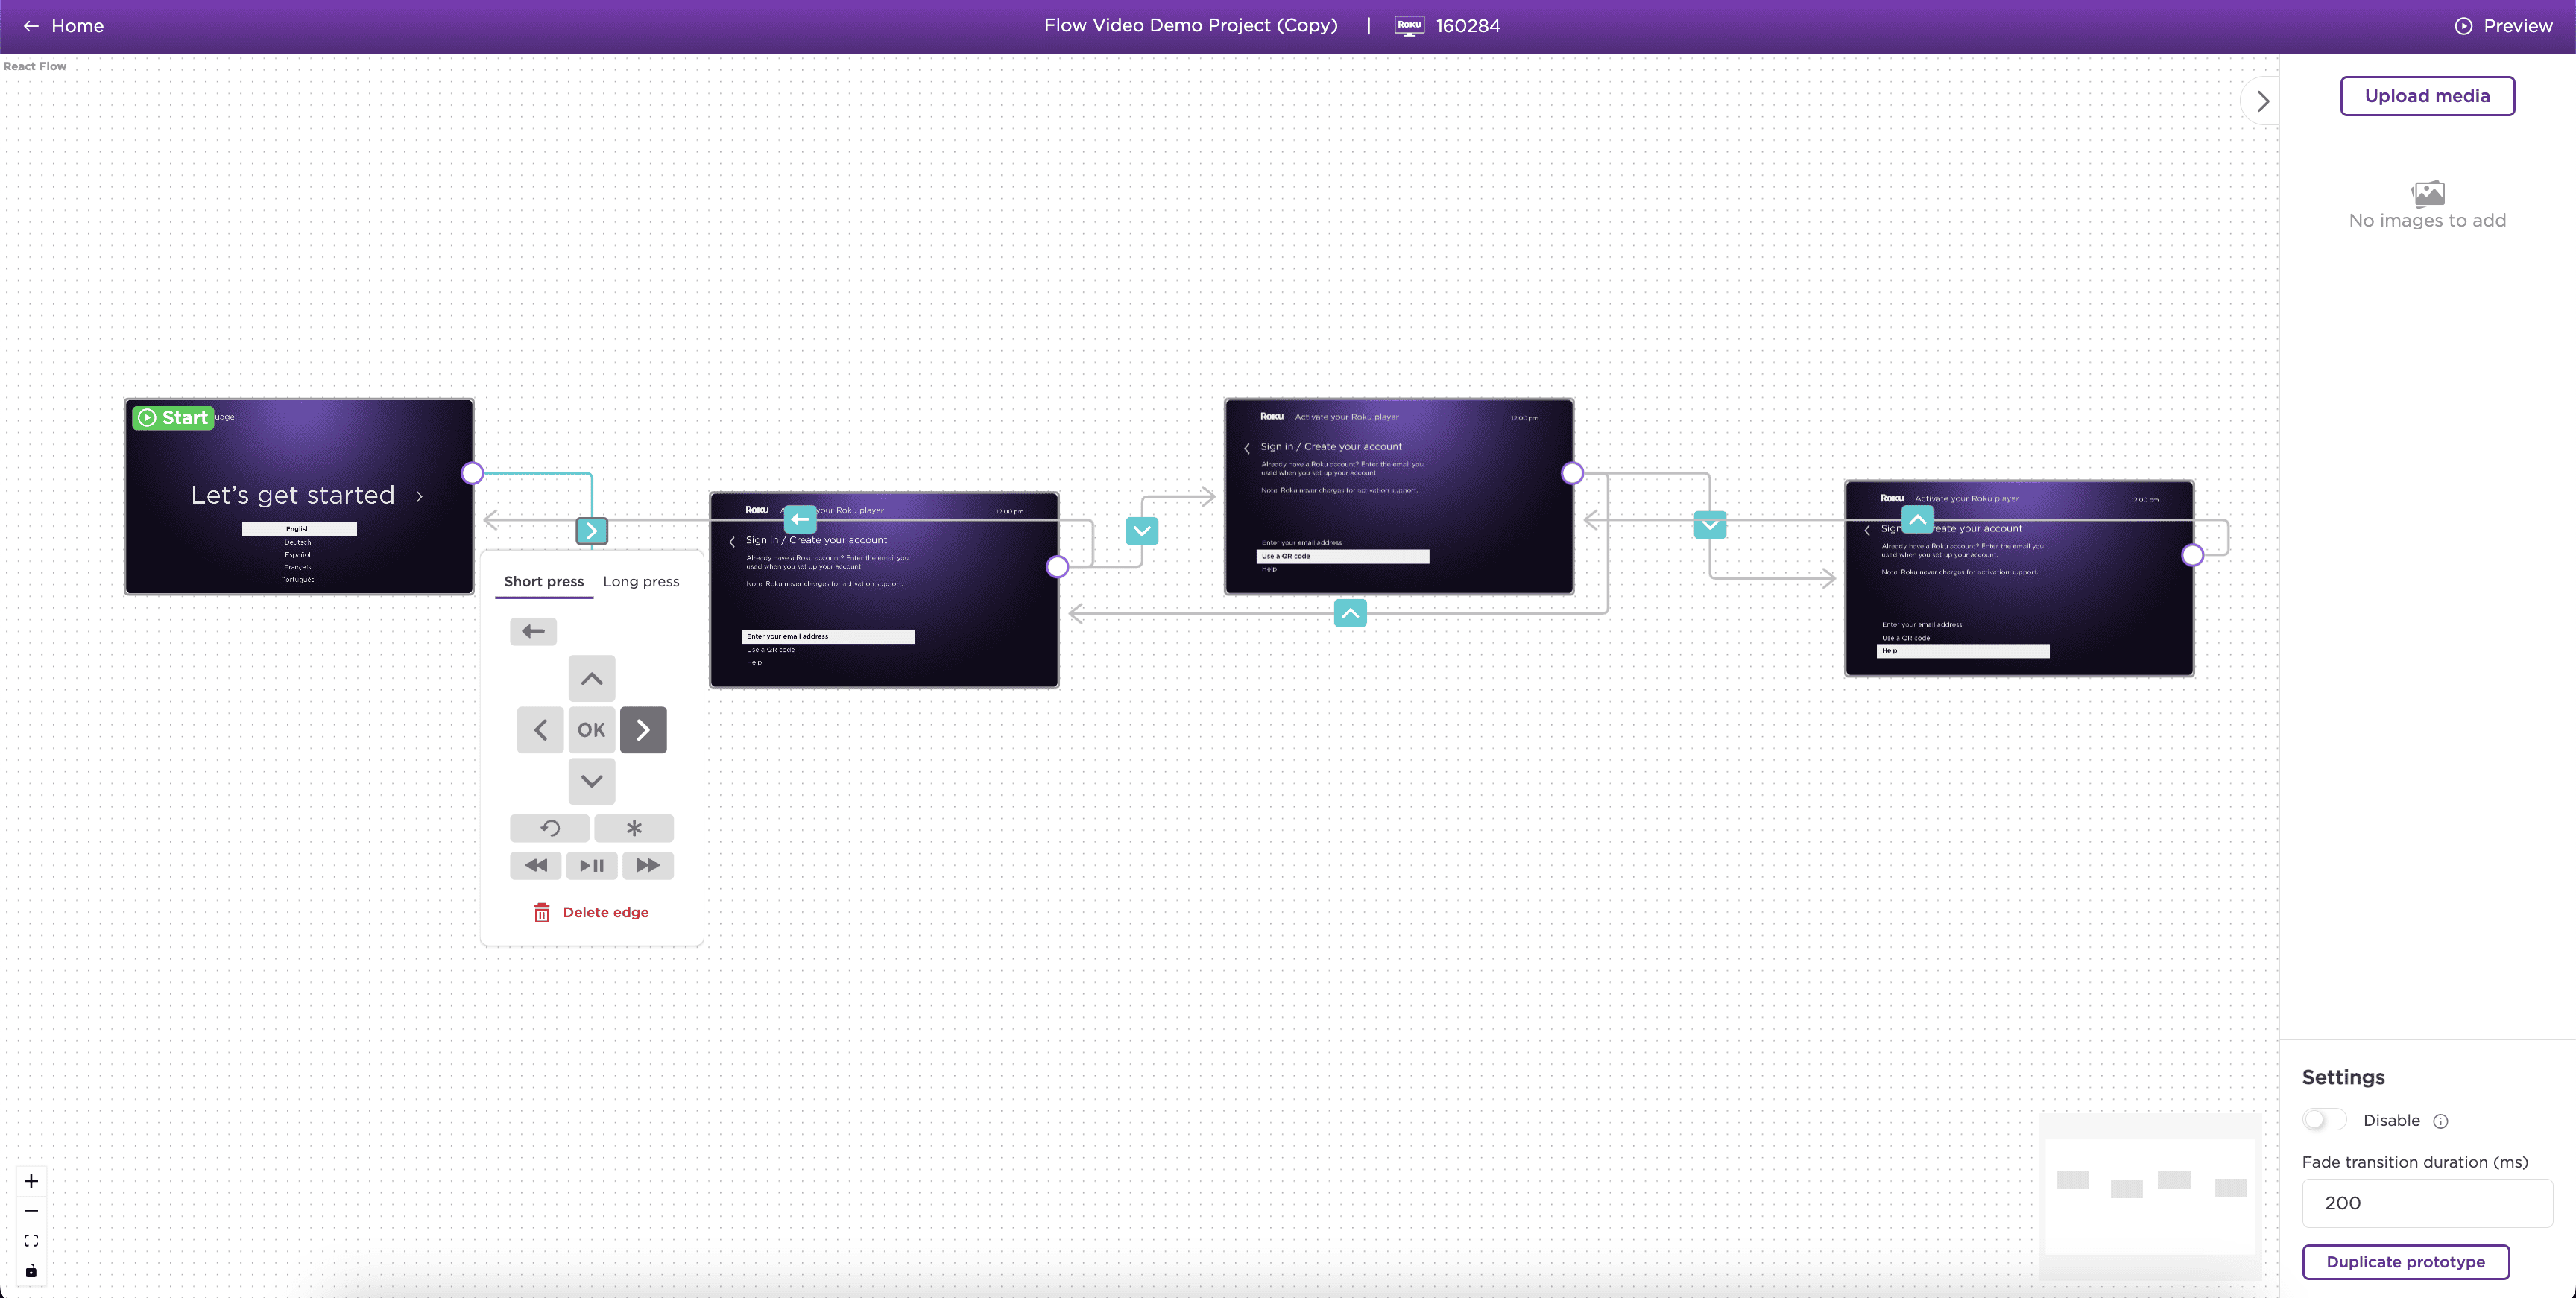 Home
Flow Video Demo Project (Copy) | Roku 160284
Preview
React Flow
Upload media
No images to add
Start
uage
Let's get started
English
Deutsch
Español
Français
Português
Short press Long press
OK
Delete edge
Roku your Roku player 12:00 pm
Sign in / Create your account
Already have a Roku account? Enter the email you
used when you set up your account.
Note: Roku never charges for activation support.
Enter your email address
Use a QR code
Help
Roku Activate your Roku player 12:00 pm
Sign in / Create your account
Already have a Roku account? Enter the email you
used when you set up your account.
Note: Roku never charges for activation support.
Enter your email address
Use a QR code
Help
Roku Activate your Roku player 12:00 pm
Sign eate your account
Already have a Roku account? Enter the email you
used when you set up your account.
Note: Roku never charges for activation support.
Enter your email address
Use a QR code
Help
Settings
Disable
Fade transition duration (ms)
200
Duplicate prototype